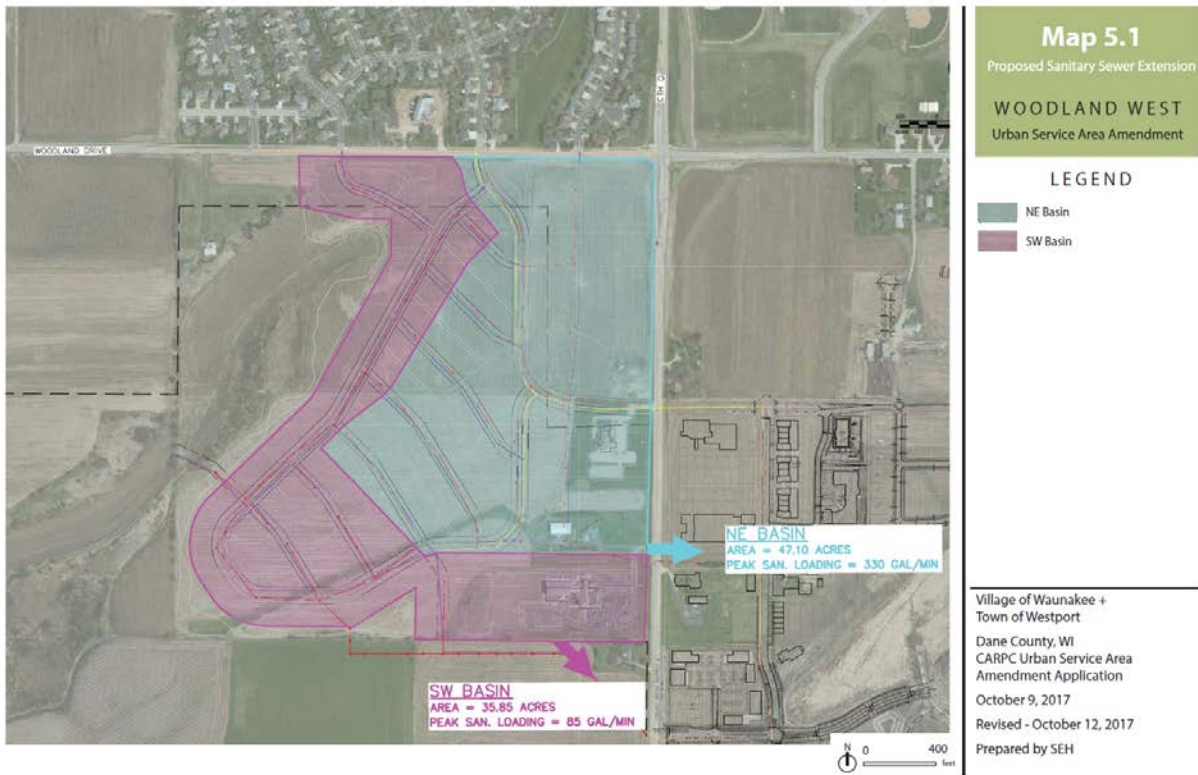 WOODLAND DRIVE
CTH Q
NE BASIN
AREA = 47.10 ACRES
PEAK SAN. LOADING = 330 GAL/MIN
SW BASIN
AREA = 35.85 ACRES
PEAK SAN. LOADING = 85 GAL/MIN
N 0 400
feet
Map 5.1
Proposed Sanitary Sewer Extension
WOODLAND WEST
Urban Service Area Amendment
LEGEND
NE Basin
SW Basin
Village of Waunakee +
Town of Westport
Dane County, WI
CARPC Urban Service Area
Amendment Application
October 9, 2017
Revised - October 12, 2017
Prepared by SEH